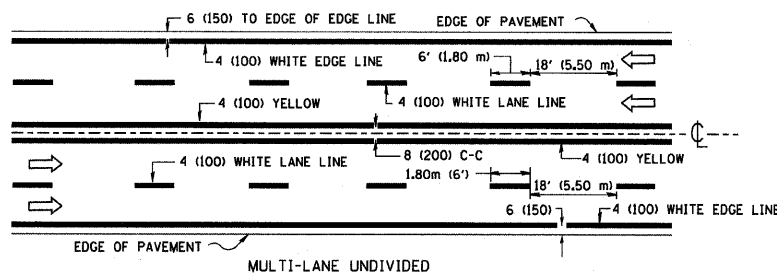 6 (150) TO EDGE OF EDGE LINE
EDGE OF PAVEMENT
4 (100) WHITE EDGE LINE
6' (1.80 m)
18' (5.50 m)
4 (100) YELLOW
4 (100) WHITE LANE LINE
CL
4 (100) WHITE LANE LINE
8 (200) C-C
4 (100) YELLOW
1.80m (6')
18' (5.50 m)
6 (150)
4 (100) WHITE EDGE LINE
EDGE OF PAVEMENT
MULTI-LANE UNDIVIDED